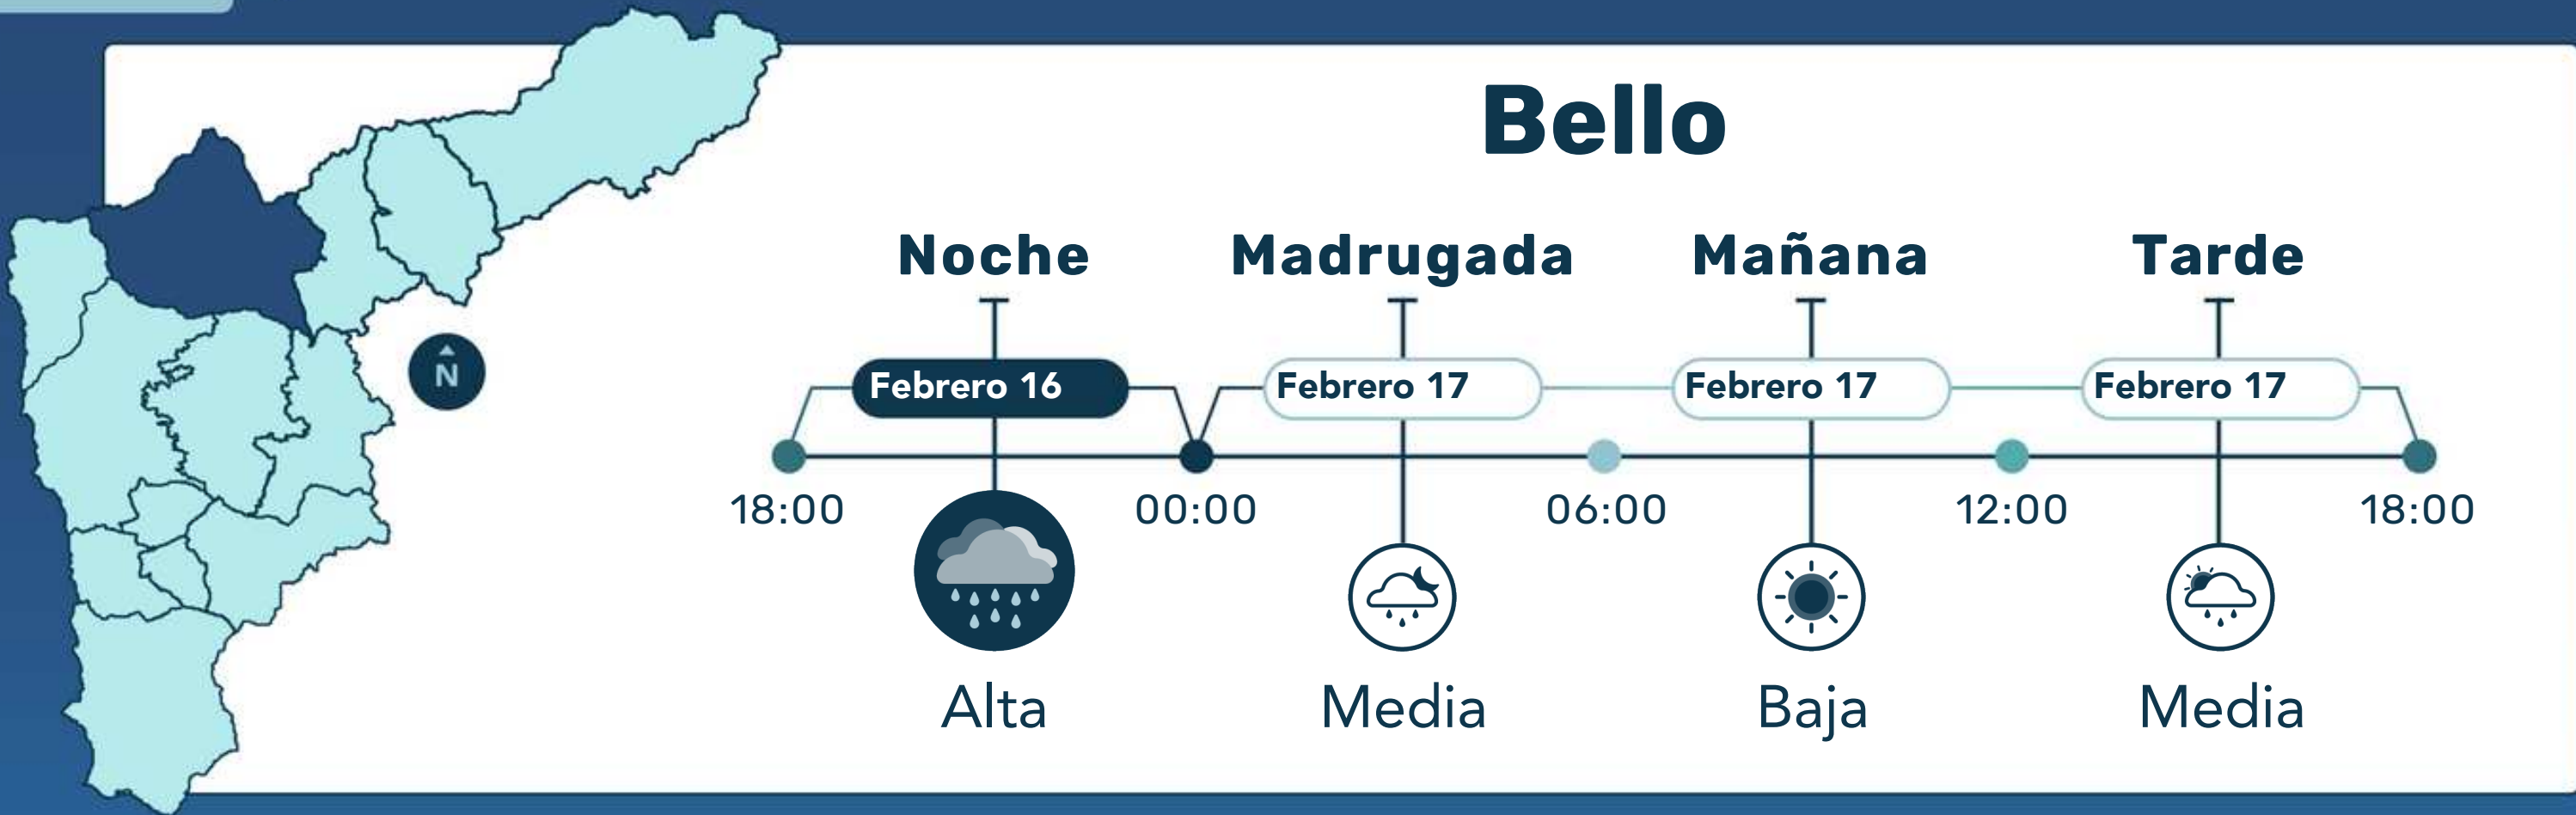 Bello
Noche Madrugada Mañana Tarde
Febrero 16 Febrero 17 Febrero 17 Febrero 17
N
18:00 00:00 06:00 12:00 18:00
Alta Media Baja Media